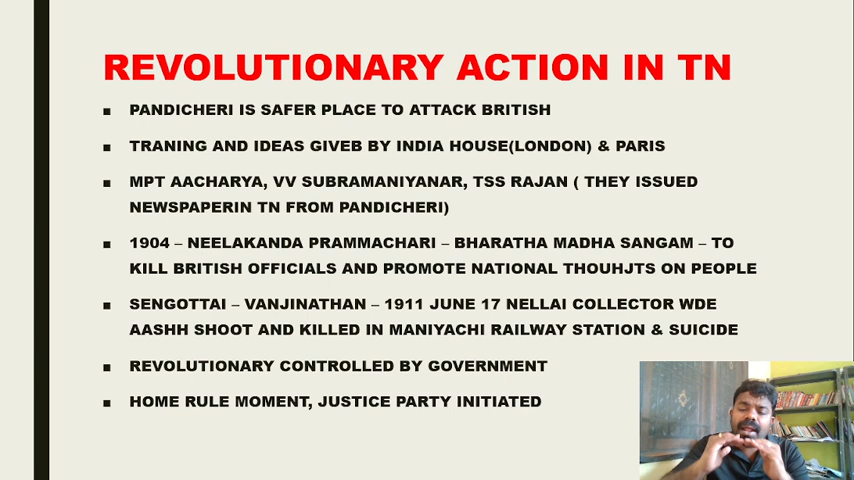 REVOLUTIONARY ACTION IN TN
▪ PANDICHERI IS SAFER PLACE TO ATTACK BRITISH
▪ TRANING AND IDEAS GIVEB BY INDIA HOUSE(LONDON) & PARIS
▪ MPT AACHARYA, VV SUBRAMANIYANAR, TSS RAJAN ( THEY ISSUED
NEWSPAPERIN TN FROM PANDICHERI)
▪ 1904 – NEELAKANDA PRAMMACHARI – BHARATHA MADHA SANGAM – TO
KILL BRITISH OFFICIALS AND PROMOTE NATIONAL THOUHJTS ON PEOPLE
▪ SENGOTTAI – VANJINATHAN – 1911 JUNE 17 NELLAI COLLECTOR WDE
AASHH SHOOT AND KILLED IN MANIYACHI RAILWAY STATION & SUICIDE
▪ REVOLUTIONARY CONTROLLED BY GOVERNMENT
▪ HOME RULE MOMENT, JUSTICE PARTY INITIATED